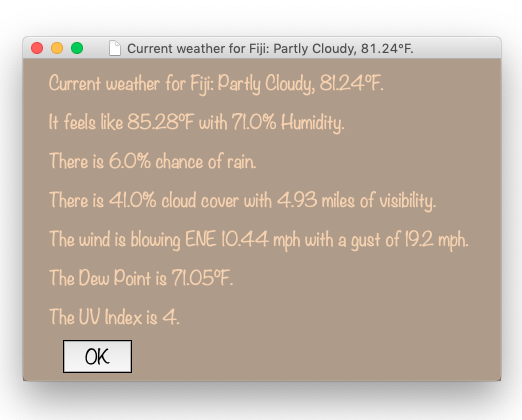 Current weather for Fiji: Partly Cloudy, 81.24°F.
Current weather for Fiji: Partly Cloudy, 81.24°F.
It feels like 85.28°F with 71.0% Humidity.
There is 6.0% chance of rain.
There is 41.0% cloud cover with 4.93 miles of visibility.
The wind is blowing ENE 10.44 mph with a gust of 19.2 mph.
The Dew Point is 71.05°F.
The UV Index is 4.
OK